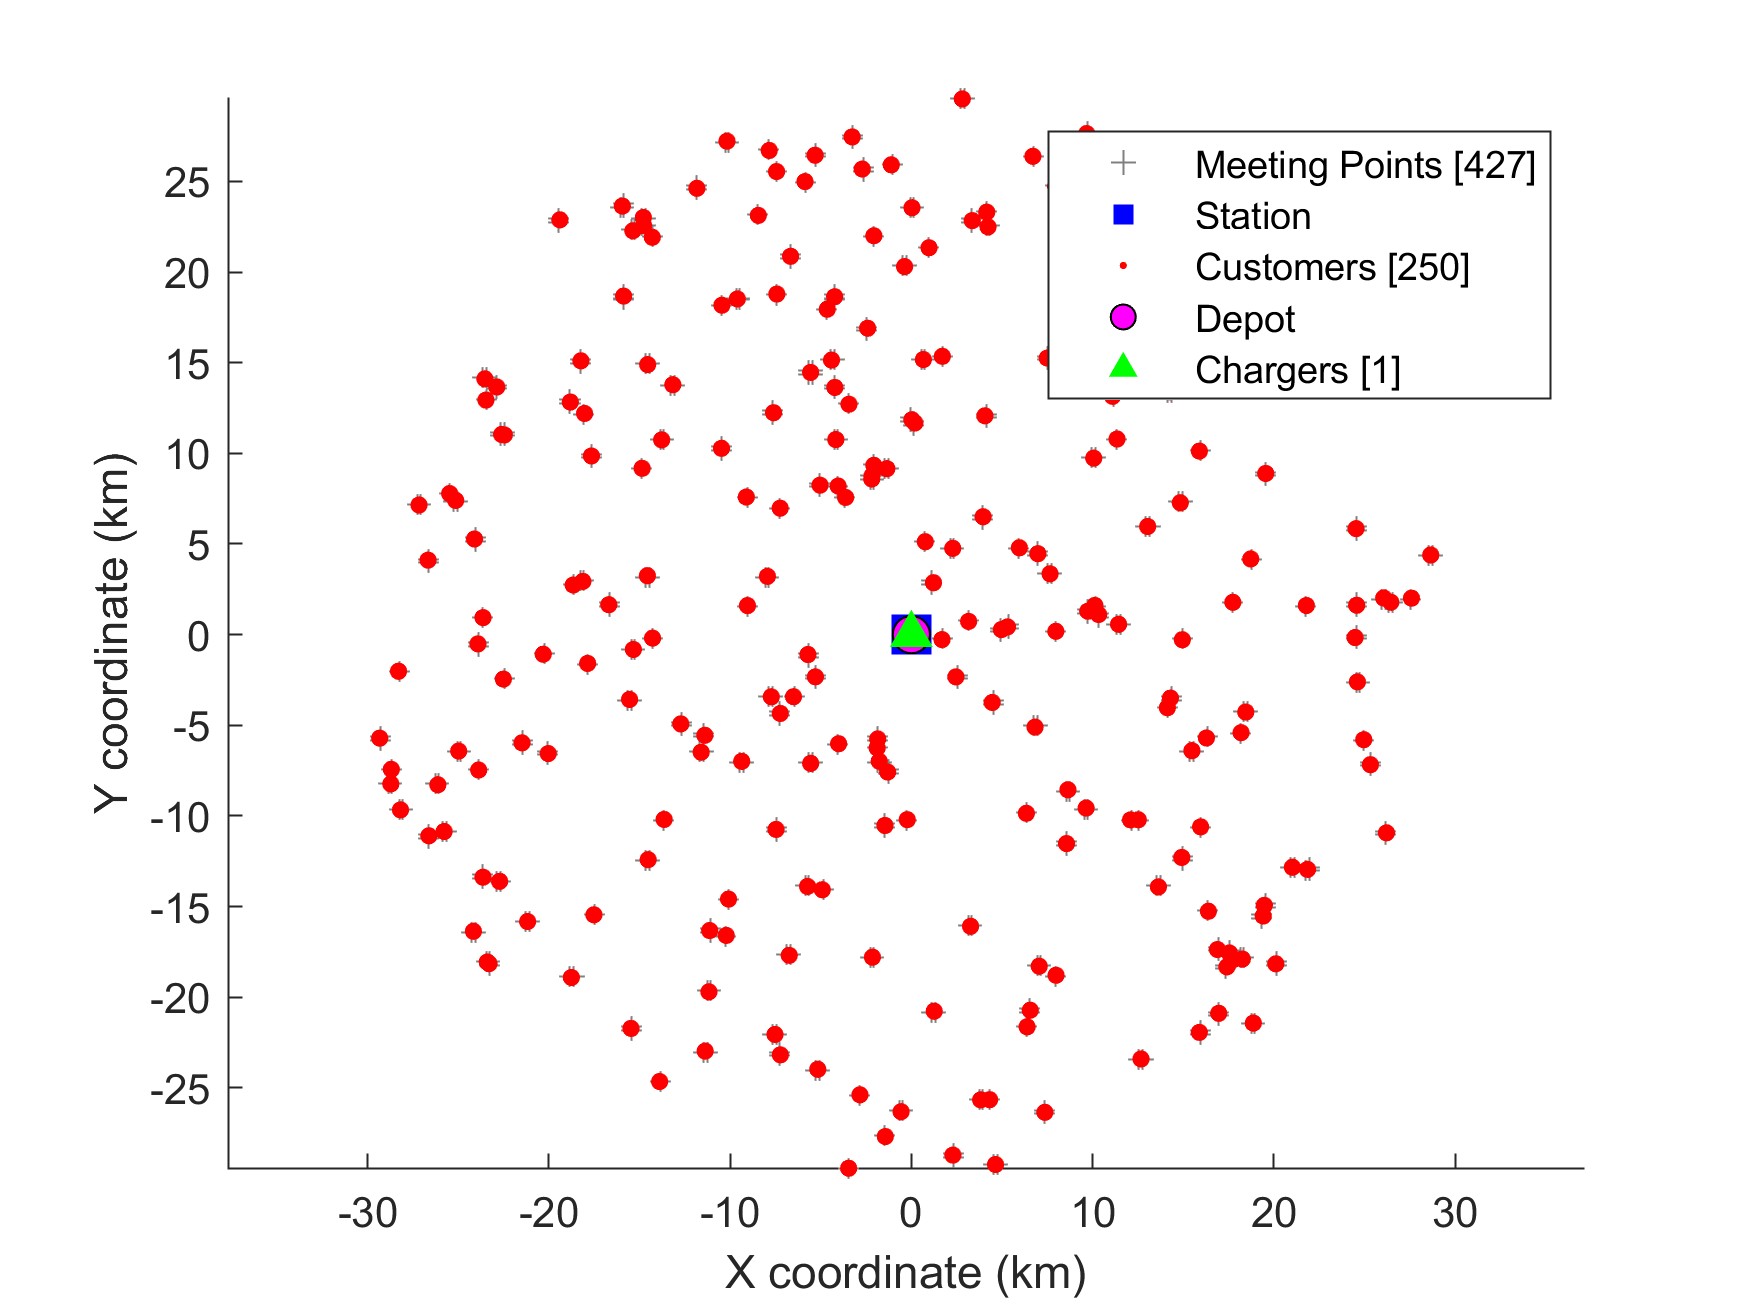 Meeting Points [427]
Station
Customers [250]
Depot
Chargers [1]
25
20
15
10
5
0
-5
-10
-15
-20
-25
Y coordinate (km)
-30 -20 -10 0 10 20 30
X coordinate (km)